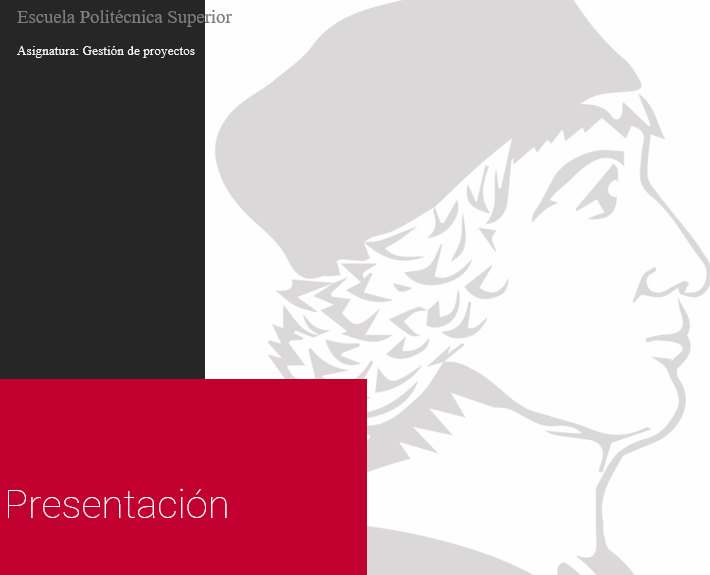 Escuela Politécnica Superior
Asignatura: Gestión de proyectos
Presentación